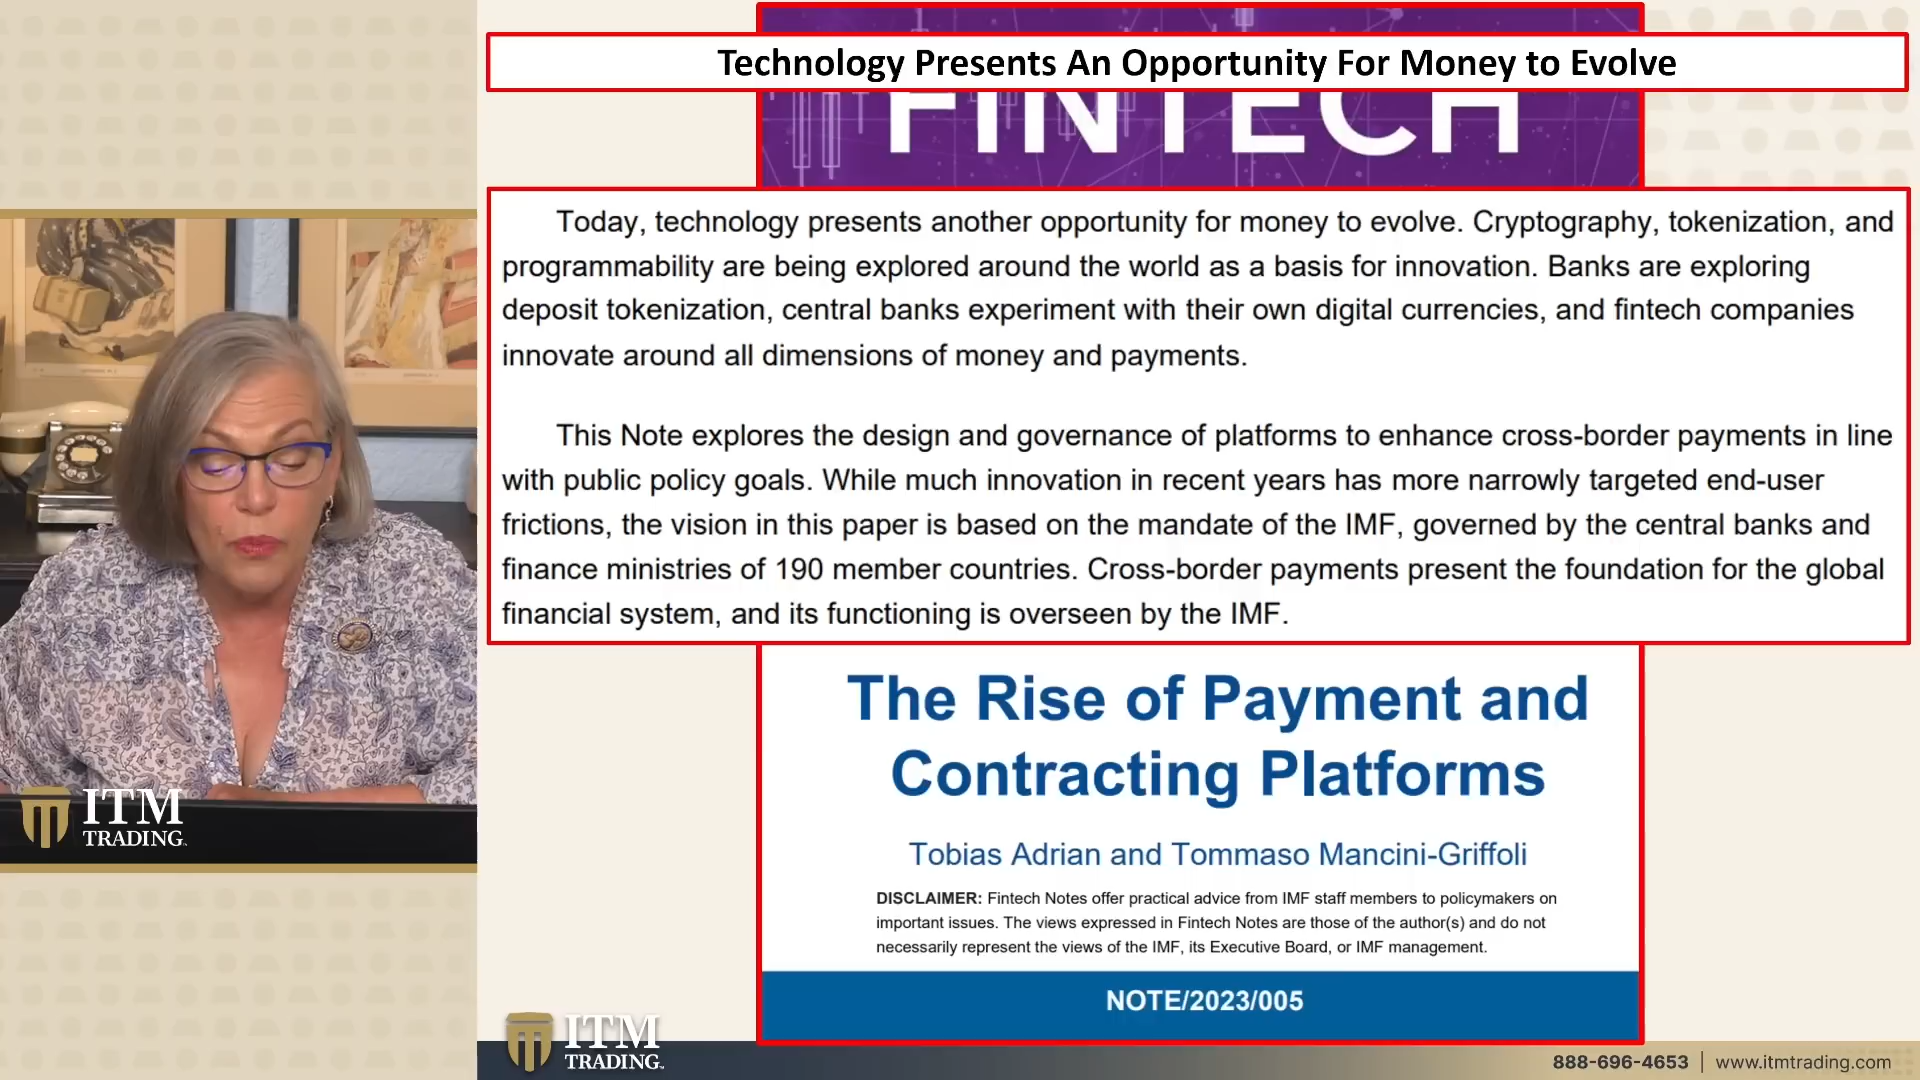 Technology Presents An Opportunity For Money to Evolve
FINTECH
Today, technology presents another opportunity for money to evolve. Cryptography, tokenization, and
programmability are being explored around the world as a basis for innovation. Banks are exploring
deposit tokenization, central banks experiment with their own digital currencies, and fintech companies
innovate around all dimensions of money and payments.
This Note explores the design and governance of platforms to enhance cross-border payments in line
with public policy goals. While much innovation in recent years has more narrowly targeted end-user
frictions, the vision in this paper is based on the mandate of the IMF, governed by the central banks and
finance ministries of 190 member countries. Cross-border payments present the foundation for the global
financial system, and its functioning is overseen by the IMF.
The Rise of Payment and
Contracting Platforms
Tobias Adrian and Tommaso Mancini-Griffoli
DISCLAIMER: Fintech Notes offer practical advice from IMF staff members to policymakers on
important issues. The views expressed in Fintech Notes are those of the author(s) and do not
necessarily represent the views of the IMF, its Executive Board, or IMF management.
NOTE/2023/005
ITM
TRADING
ITM
TRADING
888-696-4653 | www.itmtrading.com